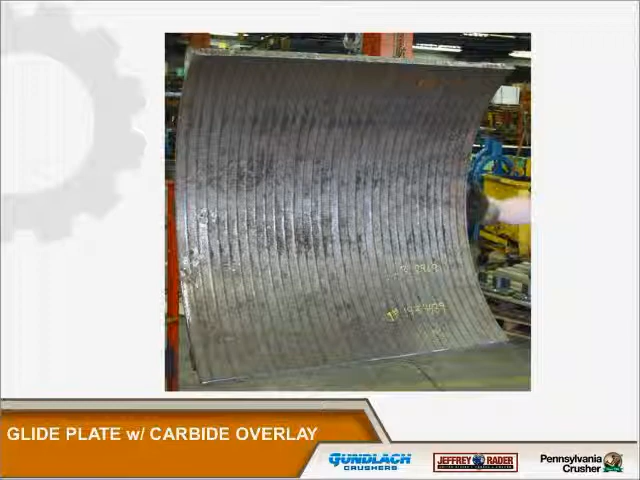 GLIDE PLATE w/ CARBIDE OVERLAY
GUNDLACH
CRUSHERS
JEFFREY RADER
Pennsylvania
Crusher